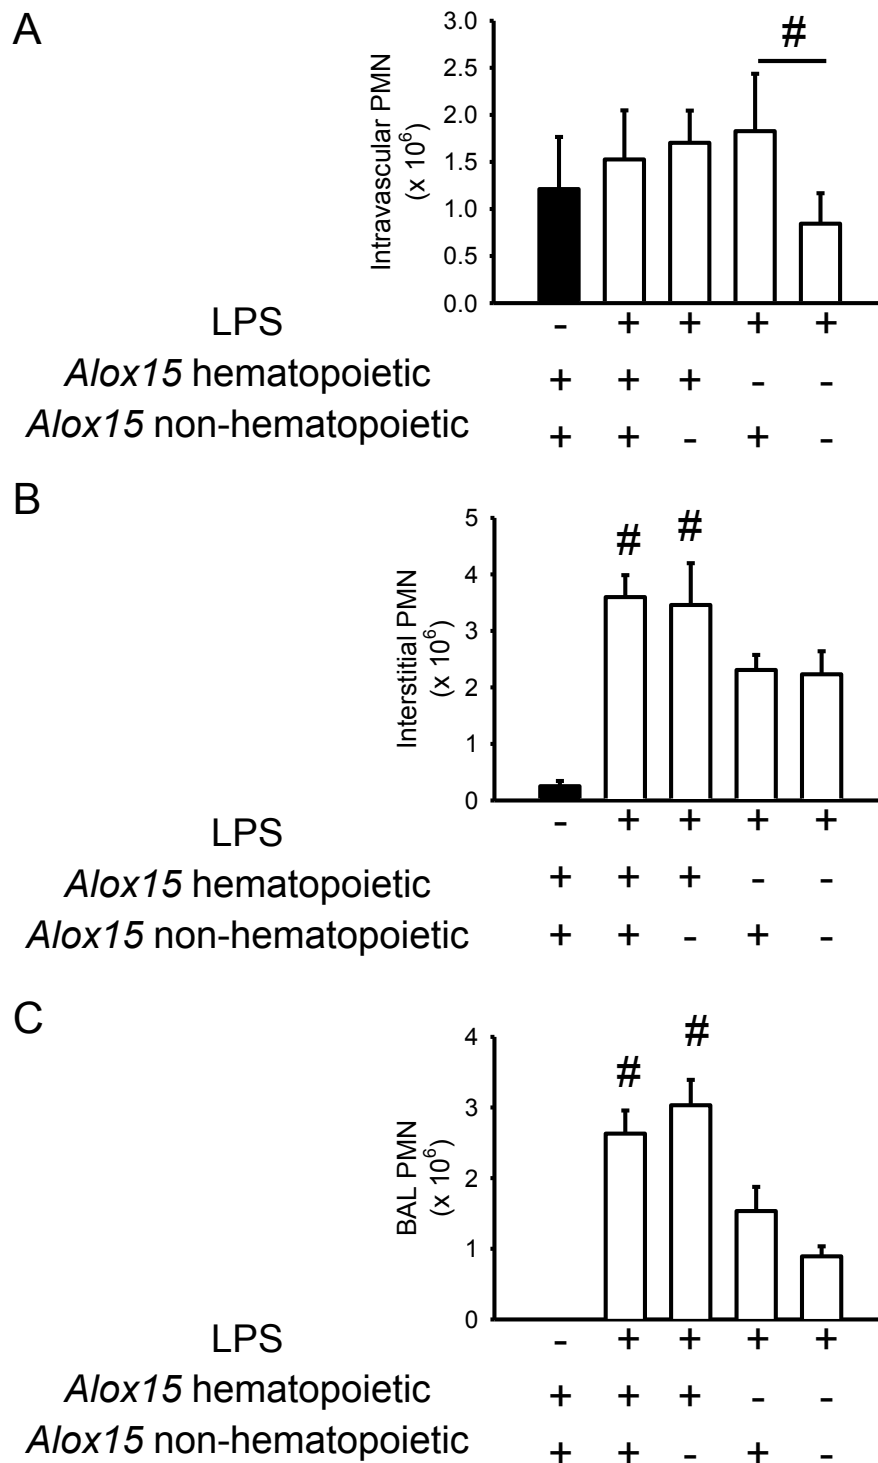 A
Intravascular PMN
(x 10⁶)
3.0
2.5
2.0
1.5
1.0
0.5
0.0
#
LPS - + + + +
Alox15 hematopoietic + + + - -
Alox15 non-hematopoietic + + - + -
B
Interstitial PMN
(x 10⁶)
5
4
3
2
1
0
# #
LPS - + + + +
Alox15 hematopoietic + + + - -
Alox15 non-hematopoietic + + - + -
C
BAL PMN
(x 10⁶)
4
3
2
1
0
# #
LPS - + + + +
Alox15 hematopoietic + + + - -
Alox15 non-hematopoietic + + - + -